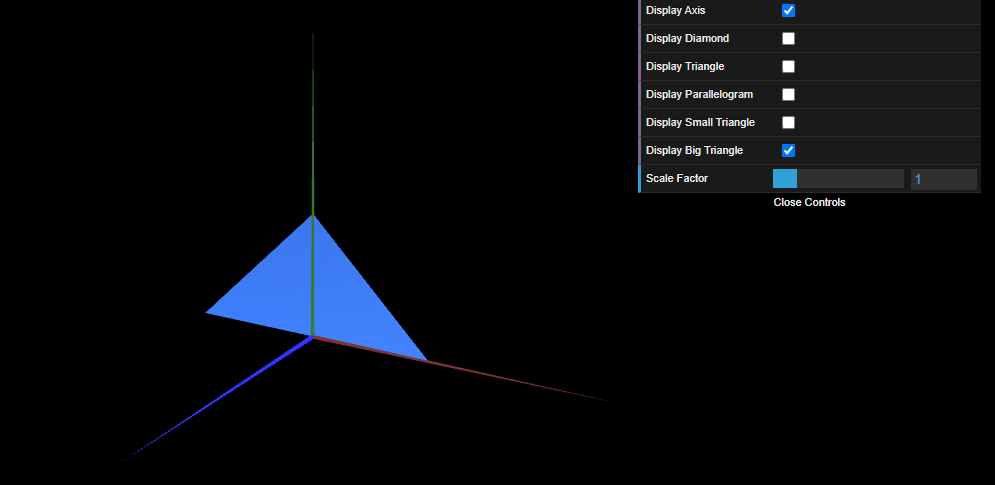 Display Axis
Display Diamond
Display Triangle
Display Parallelogram
Display Small Triangle
Display Big Triangle
Scale Factor 1
Close Controls